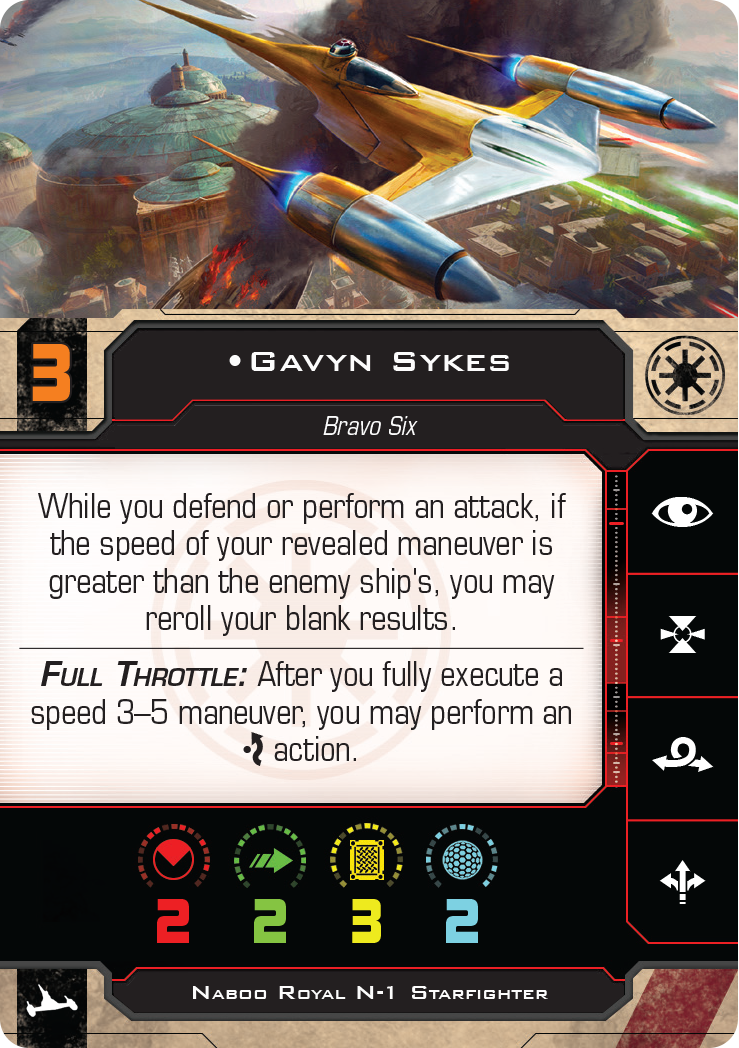 3
•Gavyn Sykes
Bravo Six
While you defend or perform an attack, if
the speed of your revealed maneuver is
greater than the enemy ship's, you may
reroll your blank results.
Full Throttle: After you fully execute a
speed 3–5 maneuver, you may perform an
action.
2 2 3 2
Naboo Royal N-1 Starfighter